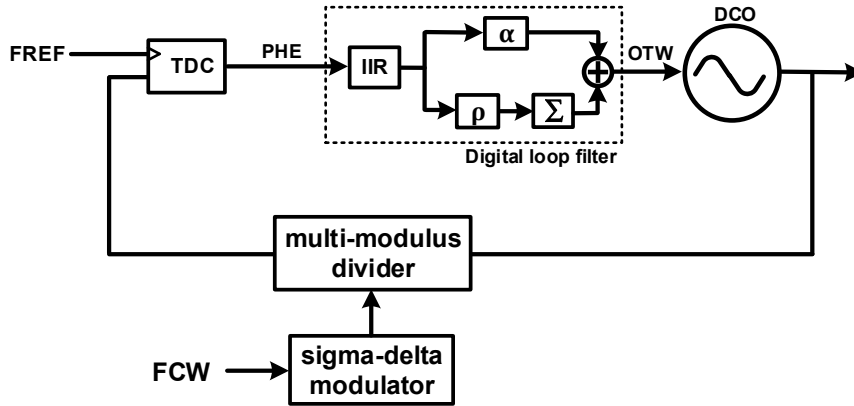 DCO
FREF
TDC
PHE
IIR
α
ρ
Σ
OTW
Digital loop filter
multi-modulus
divider
FCW
sigma-delta
modulator